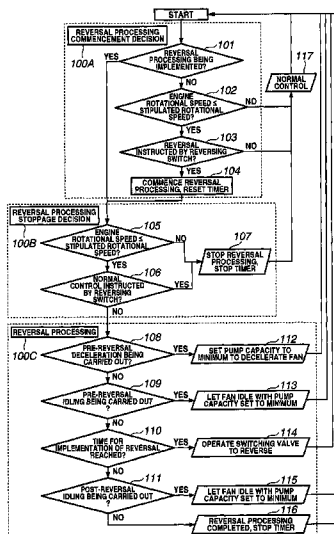 START
REVERSAL PROCESSING
COMMENCEMENT DECISION
100A
101
REVERSAL
PROCESSING BEING
IMPLEMENTED?
YES
NO
117
NORMAL
CONTROL
102
ENGINE
ROTATIONAL SPEED ≤
STIPULATED ROTATIONAL
SPEED?
NO
YES
103
REVERSAL
INSTRUCTED BY REVERSING
SWITCH?
NO
YES
104
COMMENCE REVERSAL
PROCESSING, RESET TIMER
REVERSAL PROCESSING
STOPPAGE DECISION
100B
105
ENGINE
ROTATIONAL SPEED ≤
STIPULATED ROTATIONAL
SPEED?
NO
YES
106
NORMAL
CONTROL INSTRUCTED
BY REVERSING
SWITCH?
YES
NO
107
STOP REVERSAL
PROCESSING,
STOP TIMER
REVERSAL PROCESSING
100C
108
PRE-REVERSAL
DECELERATION BEING
CARRIED OUT?
YES
112
SET PUMP CAPACITY TO
MINIMUM TO DECELERATE FAN
NO
109
PRE-REVERSAL
IDLING BEING CARRIED OUT
?
YES
113
LET FAN IDLE WITH PUMP
CAPACITY SET TO MINIMUM
NO
110
TIME FOR
IMPLEMENTATION OF REVERSAL
REACHED?
YES
114
OPERATE SWITCHING VALVE
TO REVERSE
NO
111
POST-REVERSAL
IDLING BEING CARRIED OUT
?
YES
115
LET FAN IDLE WITH PUMP
CAPACITY SET TO MINIMUM
NO
116
REVERSAL PROCESSING
COMPLETED, STOP TIMER